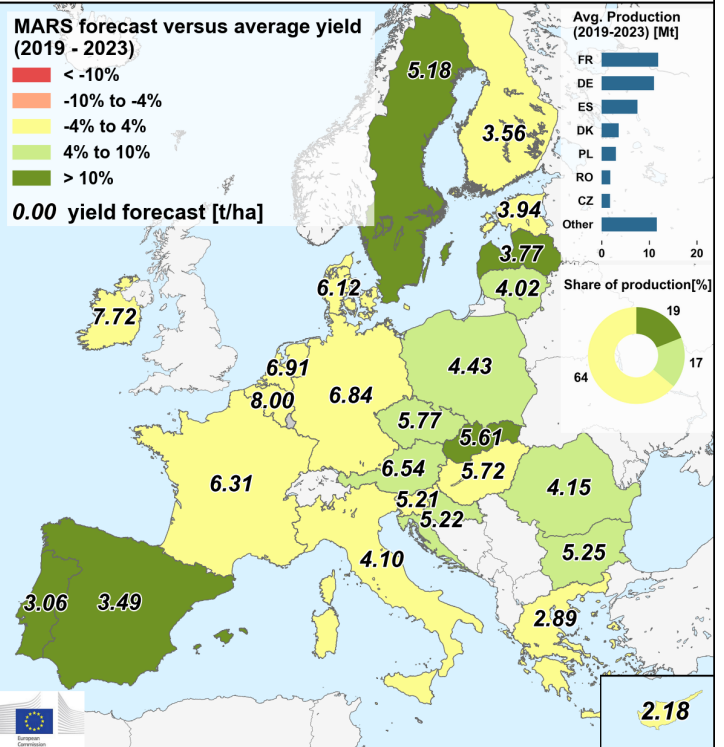 MARS forecast versus average yield
(2019 - 2023)
< -10%
-10% to -4%
-4% to 4%
4% to 10%
> 10%
0.00 yield forecast [t/ha]
Avg. Production
(2019-2023) [Mt]
FR
DE
ES
DK
PL
RO
CZ
Other
0 10 20
Share of production[%]
19
17
64
5.18
3.56
3.94
3.77
4.02
6.12
7.72
6.91
8.00
6.84
4.43
5.77
5.61
6.54
5.72
6.31
5.21
5.22
4.15
4.10
5.25
3.06
3.49
2.89
2.18
European
Commission